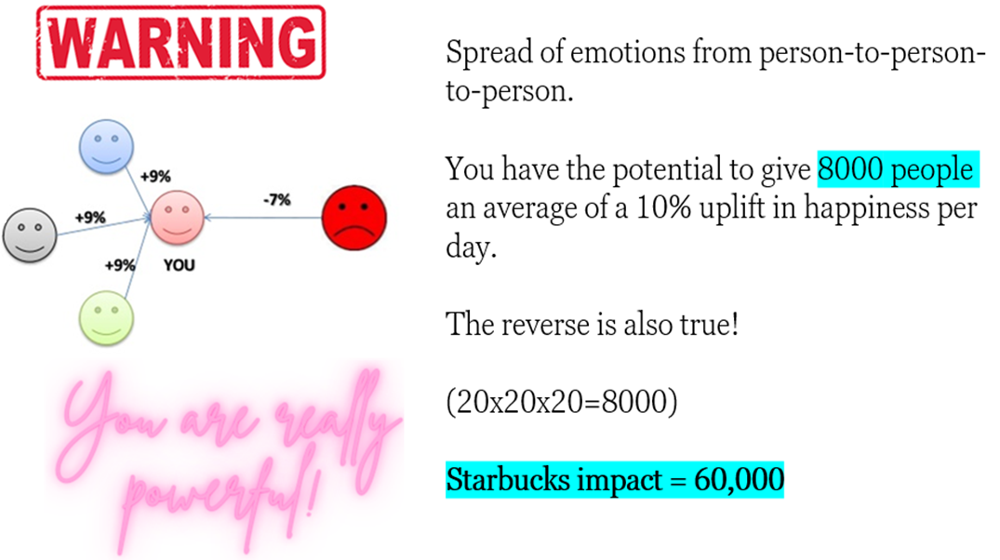 WARNING
+9%
+9%
-7%
+9%
YOU
You are really
powerful!
Spread of emotions from person-to-person-
to-person.
You have the potential to give 8000 people
an average of a 10% uplift in happiness per
day.
The reverse is also true!
(20x20x20=8000)
Starbucks impact = 60,000